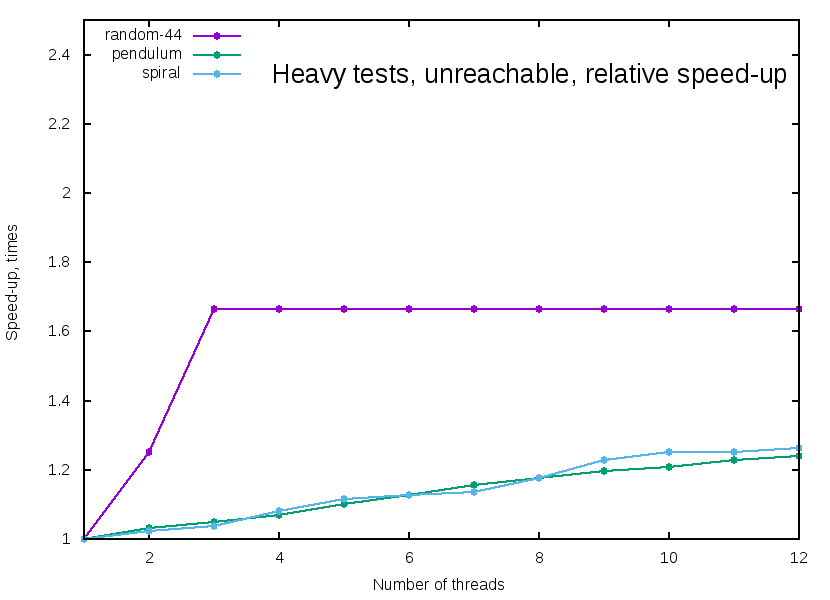 random-44
pendulum
spiral
Heavy tests, unreachable, relative speed-up
2.4
2.2
2
1.8
1.6
1.4
1.2
1
Speed-up, times
2 4 6 8 10 12
Number of threads